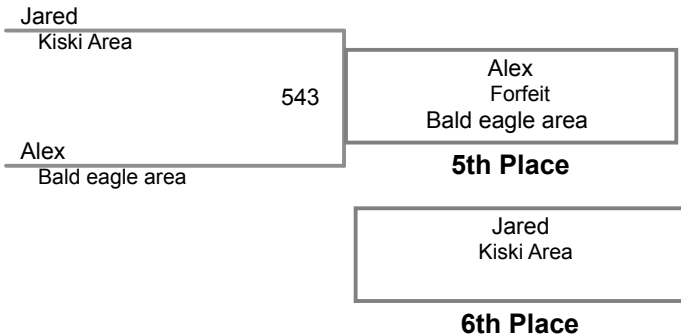 Jared
Kiski Area
543
Alex
Bald eagle area
Alex
Forfeit
Bald eagle area
5th Place
Jared
Kiski Area
6th Place